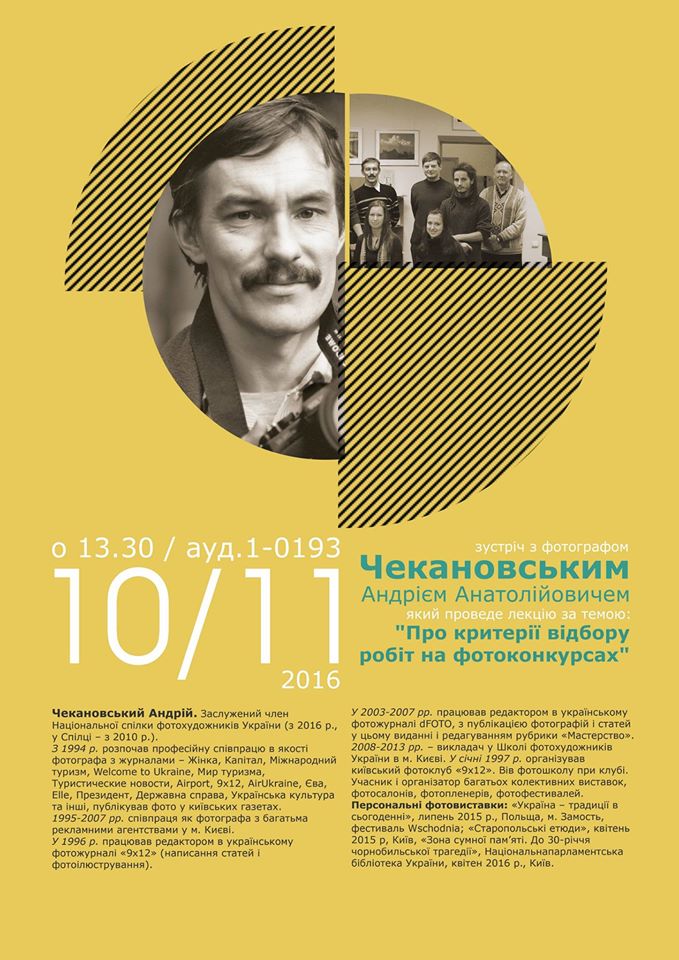 о 13.30 / ауд.1-0193
10/11
2016
зустріч з фотографом
Чекановським
Андрієм Анатолійовичем
який проведе лекцію за темою:
"Про критерії відбору
робіт на фотоконкурсах"
Чекановський Андрій. Заслужений член
Національної спілки фотохудожників України (з 2016 р.,
у Спілці – з 2010 р.).
З 1994 р. розпочав професійну співпрацю в якості
фотографа з журналами – Жінка, Капітал, Міжнародний
туризм, Welcome to Ukraine, Мир туризма,
Туристические новости, Airport, 9x12, AirUkraine, Єва,
Elle, Президент, Державна справа, Українська культура
та інші, публікував фото у київських газетах.
1995-2007 рр. співпраця як фотографа з багатьма
рекламними агентствами у м. Києві.
У 1996 р. працював редактором в українському
фотожурналі «9x12» (написання статей і
фотоілюстрування).
У 2003-2007 рр. працював редактором в українському
фотожурналі dFOTO, з публікацією фотографій і статей
у цьому виданні і редагуванням рубрики «Мастерство».
2008-2013 рр. – викладач у Школі фотохудожників
України в м. Києві. У січні 1997 р. організував
київський фотоклуб «9x12». Вів фотошколу при клубі.
Учасник і організатор багатьох колективних виставок,
фотосалонів, фотопленерів, фотофестивалей.
Персональні фотовиставки: «Україна – традиції в
сьогоденні», липень 2015 р., Польща, м. Замость,
фестиваль Wschodnia; «Старопольські етюди», квітень
2015 р, Київ, «Зона сумної пам’яті. До 30-річчя
чорнобильської трагедії», Національнапарламентська
бібліотека України, квітен 2016 р., Київ.